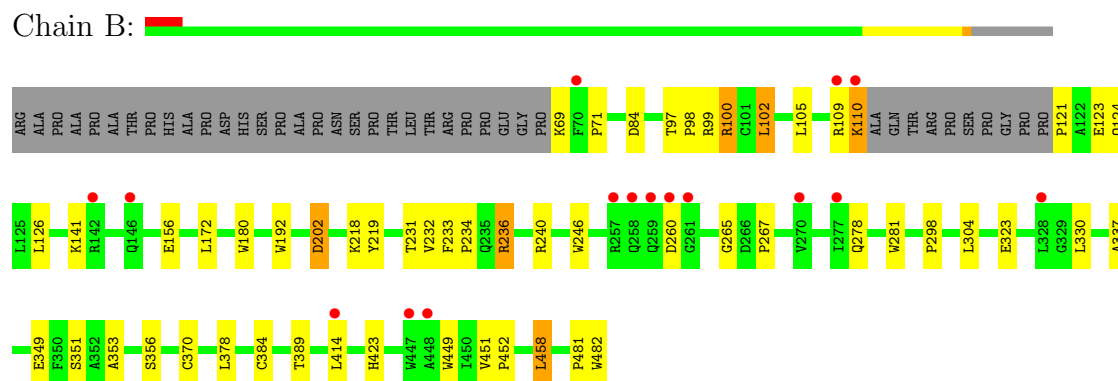 Chain B:
ARG ALA PRO ALA PRO ALA THR PRO HIS ALA PRO ASP HIS SER PRO ALA PRO ASN SER PRO THR LEU THR ARG PRO PRO GLU GLY PRO K69 F70 P71 D84 T97 P98 R99 R100 C101 L102 L105 R109 K110 ALA GLN THR ARG PRO SER PRO GLY PRO PRO P121 A122 E123 Q124
L125 L126 K141 R142 Q146 E156 L172 W180 W192 D202 K218 Y219 T231 V232 F233 P234 Q235 R236 R240 W246 R257 Q258 Q259 D260 G261 G265 D266 P267 V270 I277 Q278 W281 P298 L304 E323 L328 G329 L330 A337
E349 F350 S351 A352 A353 S356 C370 L378 C384 T389 L414 H423 W447 A448 W449 I450 V451 P452 L458 P481 W482